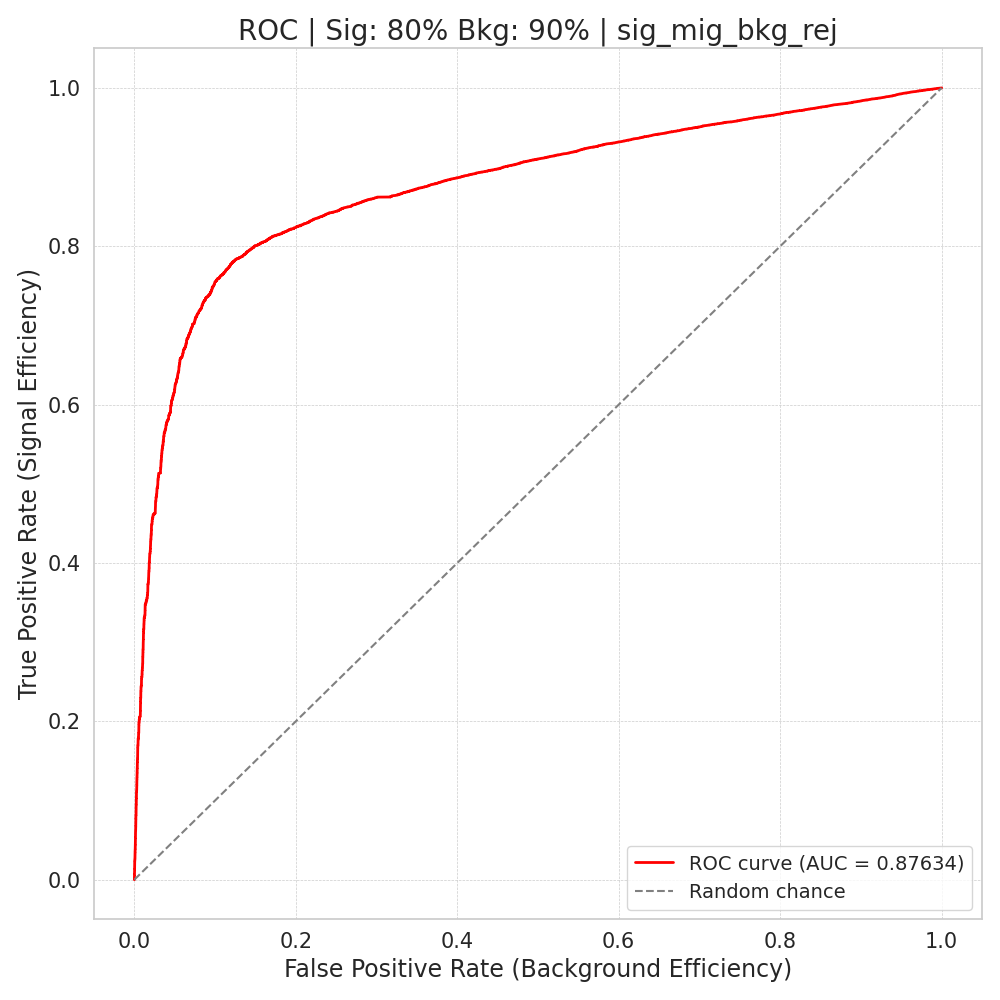 ROC | Sig: 80% Bkg: 90% | sig_mig_bkg_rej
True Positive Rate (Signal Efficiency)
1.0
0.8
0.6
0.4
0.2
0.0
0.0 0.2 0.4 0.6 0.8 1.0
False Positive Rate (Background Efficiency)
ROC curve (AUC = 0.87634)
Random chance